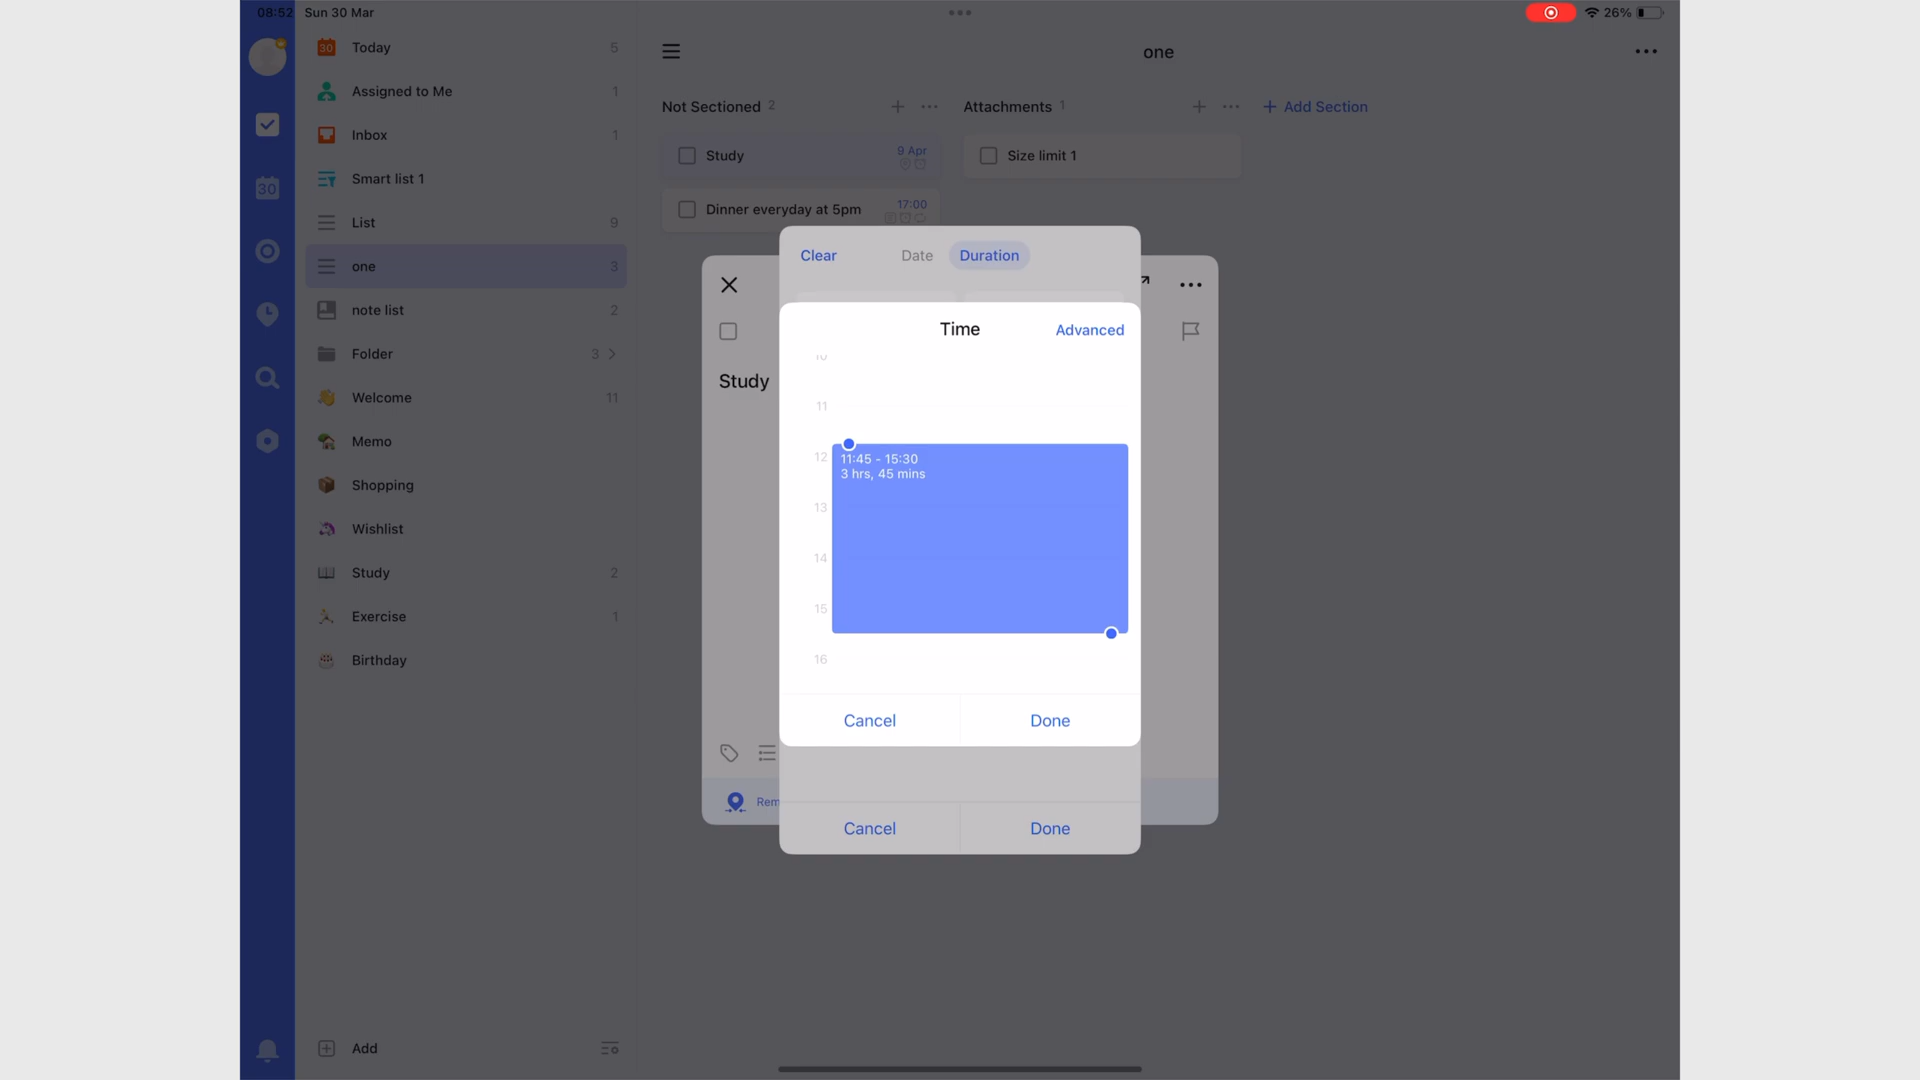 08:52 Sun 30 Mar
26%
30 Today 5
Assigned to Me 1
Inbox 1
Smart list 1
List 9
one 3
note list 2
Folder 3
Welcome 11
Memo
Shopping
Wishlist
Study 2
Exercise 1
Birthday
Add
30
one
Not Sectioned 2
Attachments 1
Add Section
Study
9 Apr
Size limit 1
Dinner everyday at 5pm
17:00
Clear
Date
Duration
Study
Time
Advanced
10
11
12
13
14
15
16
11:45 - 15:30
3 hrs, 45 mins
Cancel
Done
Rem
Cancel
Done